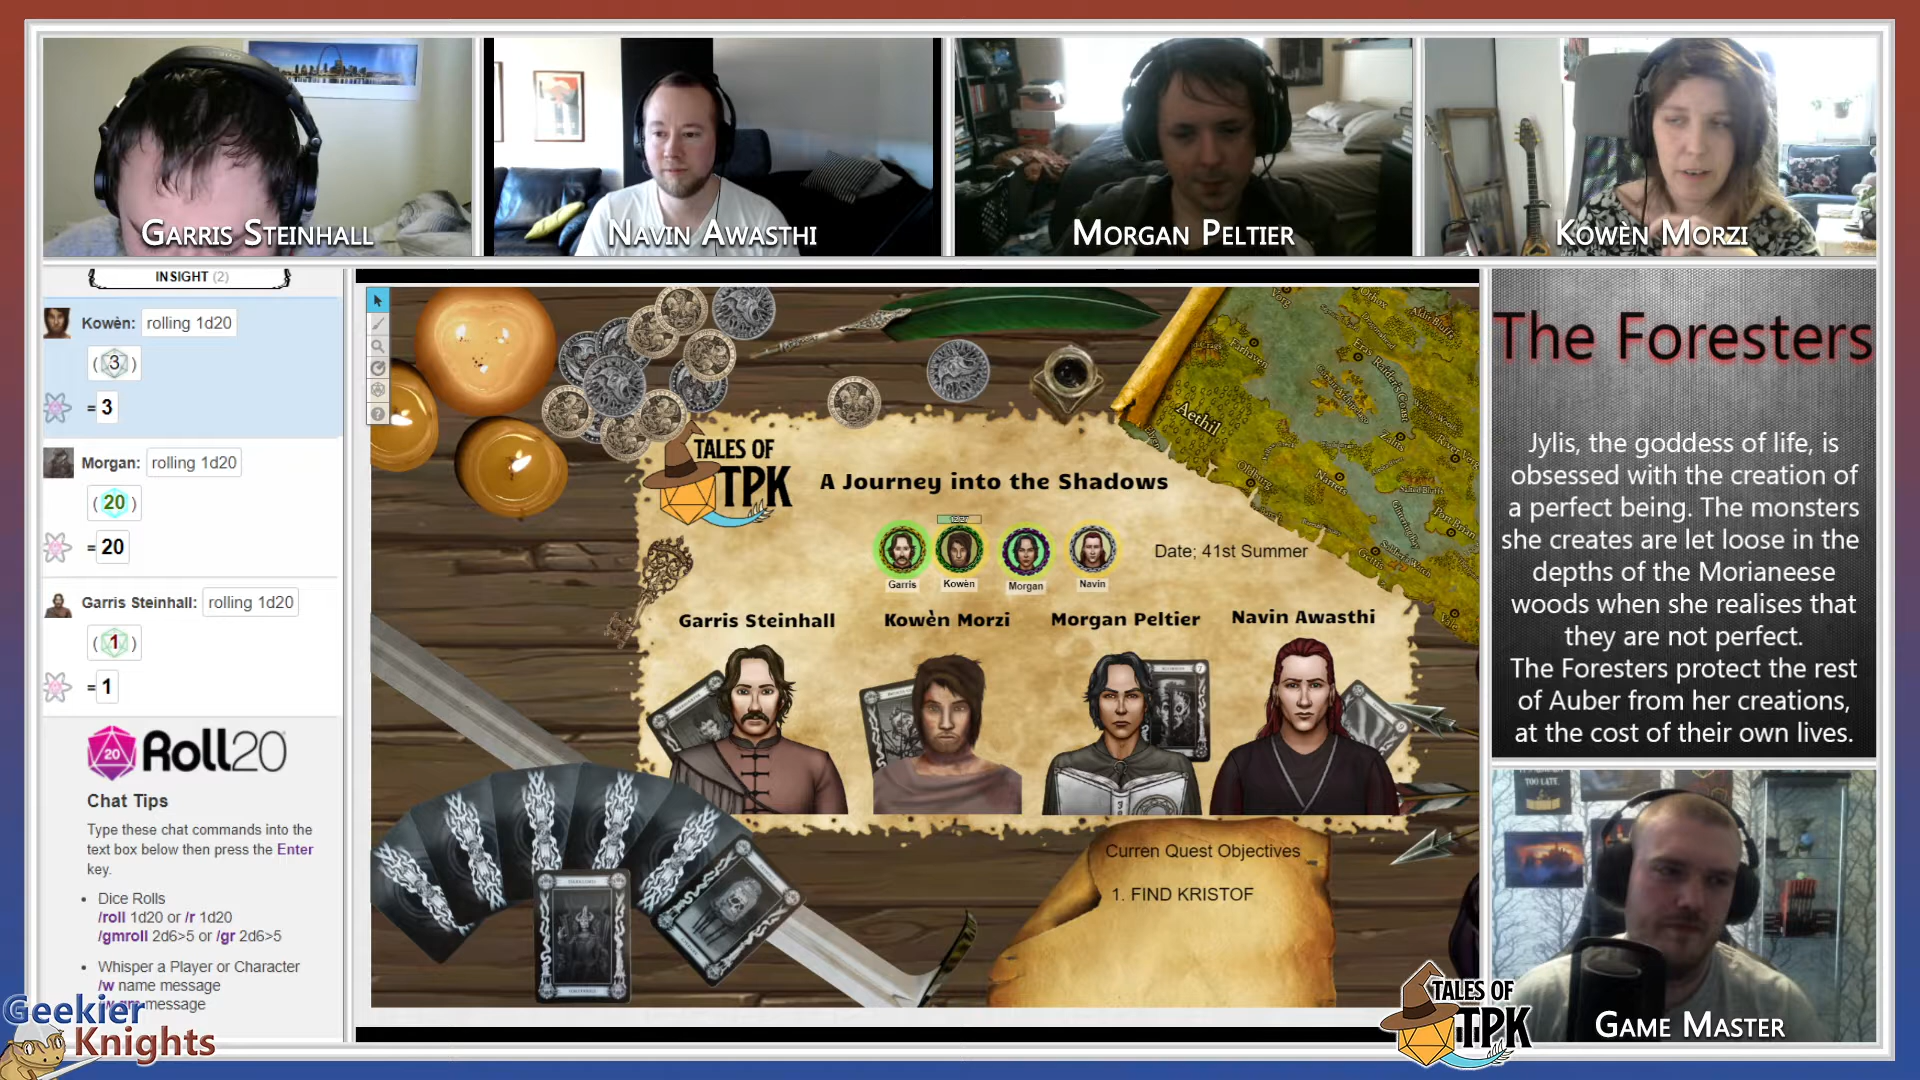 TOO LATE.
Garris Steinhall
Navin Awasthi
Morgan Peltier
Kowèn Morzi
INSIGHT (2)
Kowèn: rolling 1d20
(3)
= 3
Morgan: rolling 1d20
(20)
= 20
Garris Steinhall: rolling 1d20
(1)
= 1
20 Roll20
Chat Tips
Type these chat commands into the
text box below then press the Enter
key.
• Dice Rolls
/roll 1d20 or /r 1d20
/gmroll 2d6>5 or /gr 2d6>5
• Whisper a Player or Character
/w name message
message
Geekier
Knights
Farhaven
Aethil
Oldburg
Narrets
Zalits
TALES OF
TPK
A Journey into the Shadows
Garris
Kowèn
Morgan
Navin
Date; 41st Summer
Garris Steinhall
Kowèn Morzi
Morgan Peltier
Navin Awasthi
Curren Quest Objectives
1. FIND KRISTOF
The Foresters
Jylis, the goddess of life, is
obsessed with the creation of
a perfect being. The monsters
she creates are let loose in the
depths of the Morianeese
woods when she realises that
they are not perfect.
The Foresters protect the rest
of Auber from her creations,
at the cost of their own lives.
TALES OF
TPK
Game Master